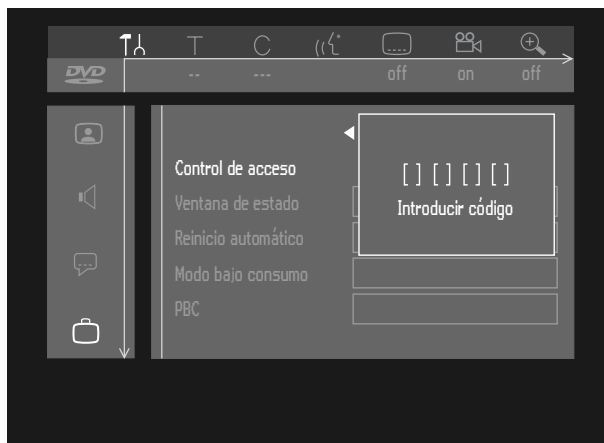 T C
DVD -- --- off on off
Control de acceso
[ ] [ ] [ ] [ ]
Introducir código
Ventana de estado
Reinicio automático
Modo bajo consumo
PBC